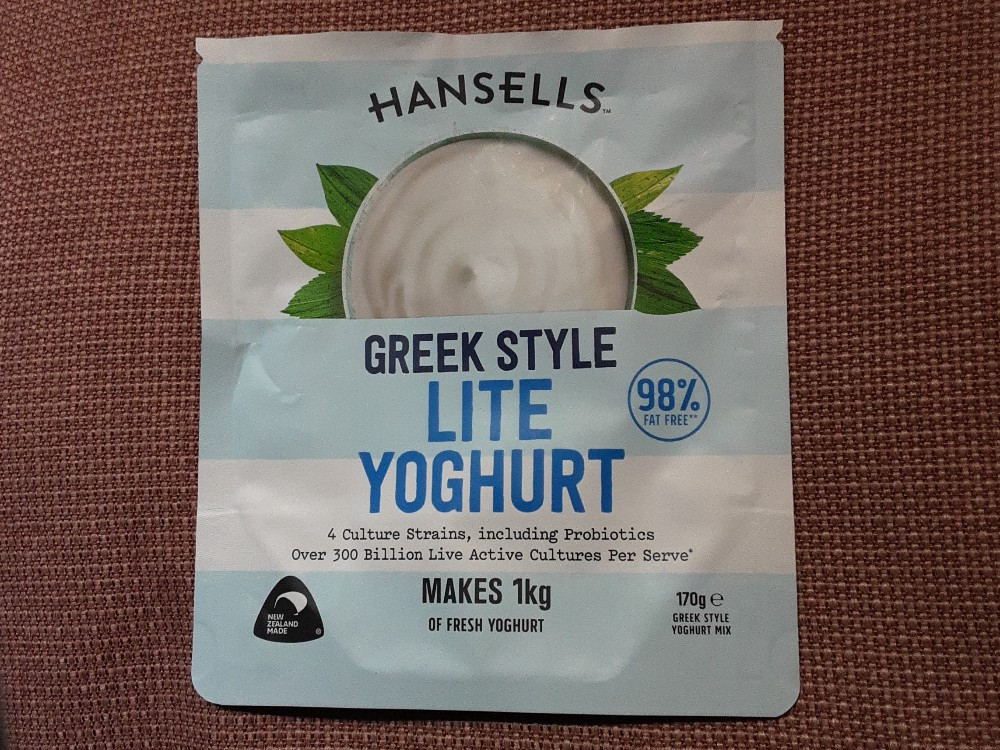 HANSELLS™
GREEK STYLE
LITE
YOGHURT
98%
FAT FREE**
4 Culture Strains, including Probiotics
Over 300 Billion Live Active Cultures Per Serve*
MAKES 1kg
OF FRESH YOGHURT
NEW
ZEALAND
MADE ®
170g ℮
GREEK STYLE
YOGHURT MIX